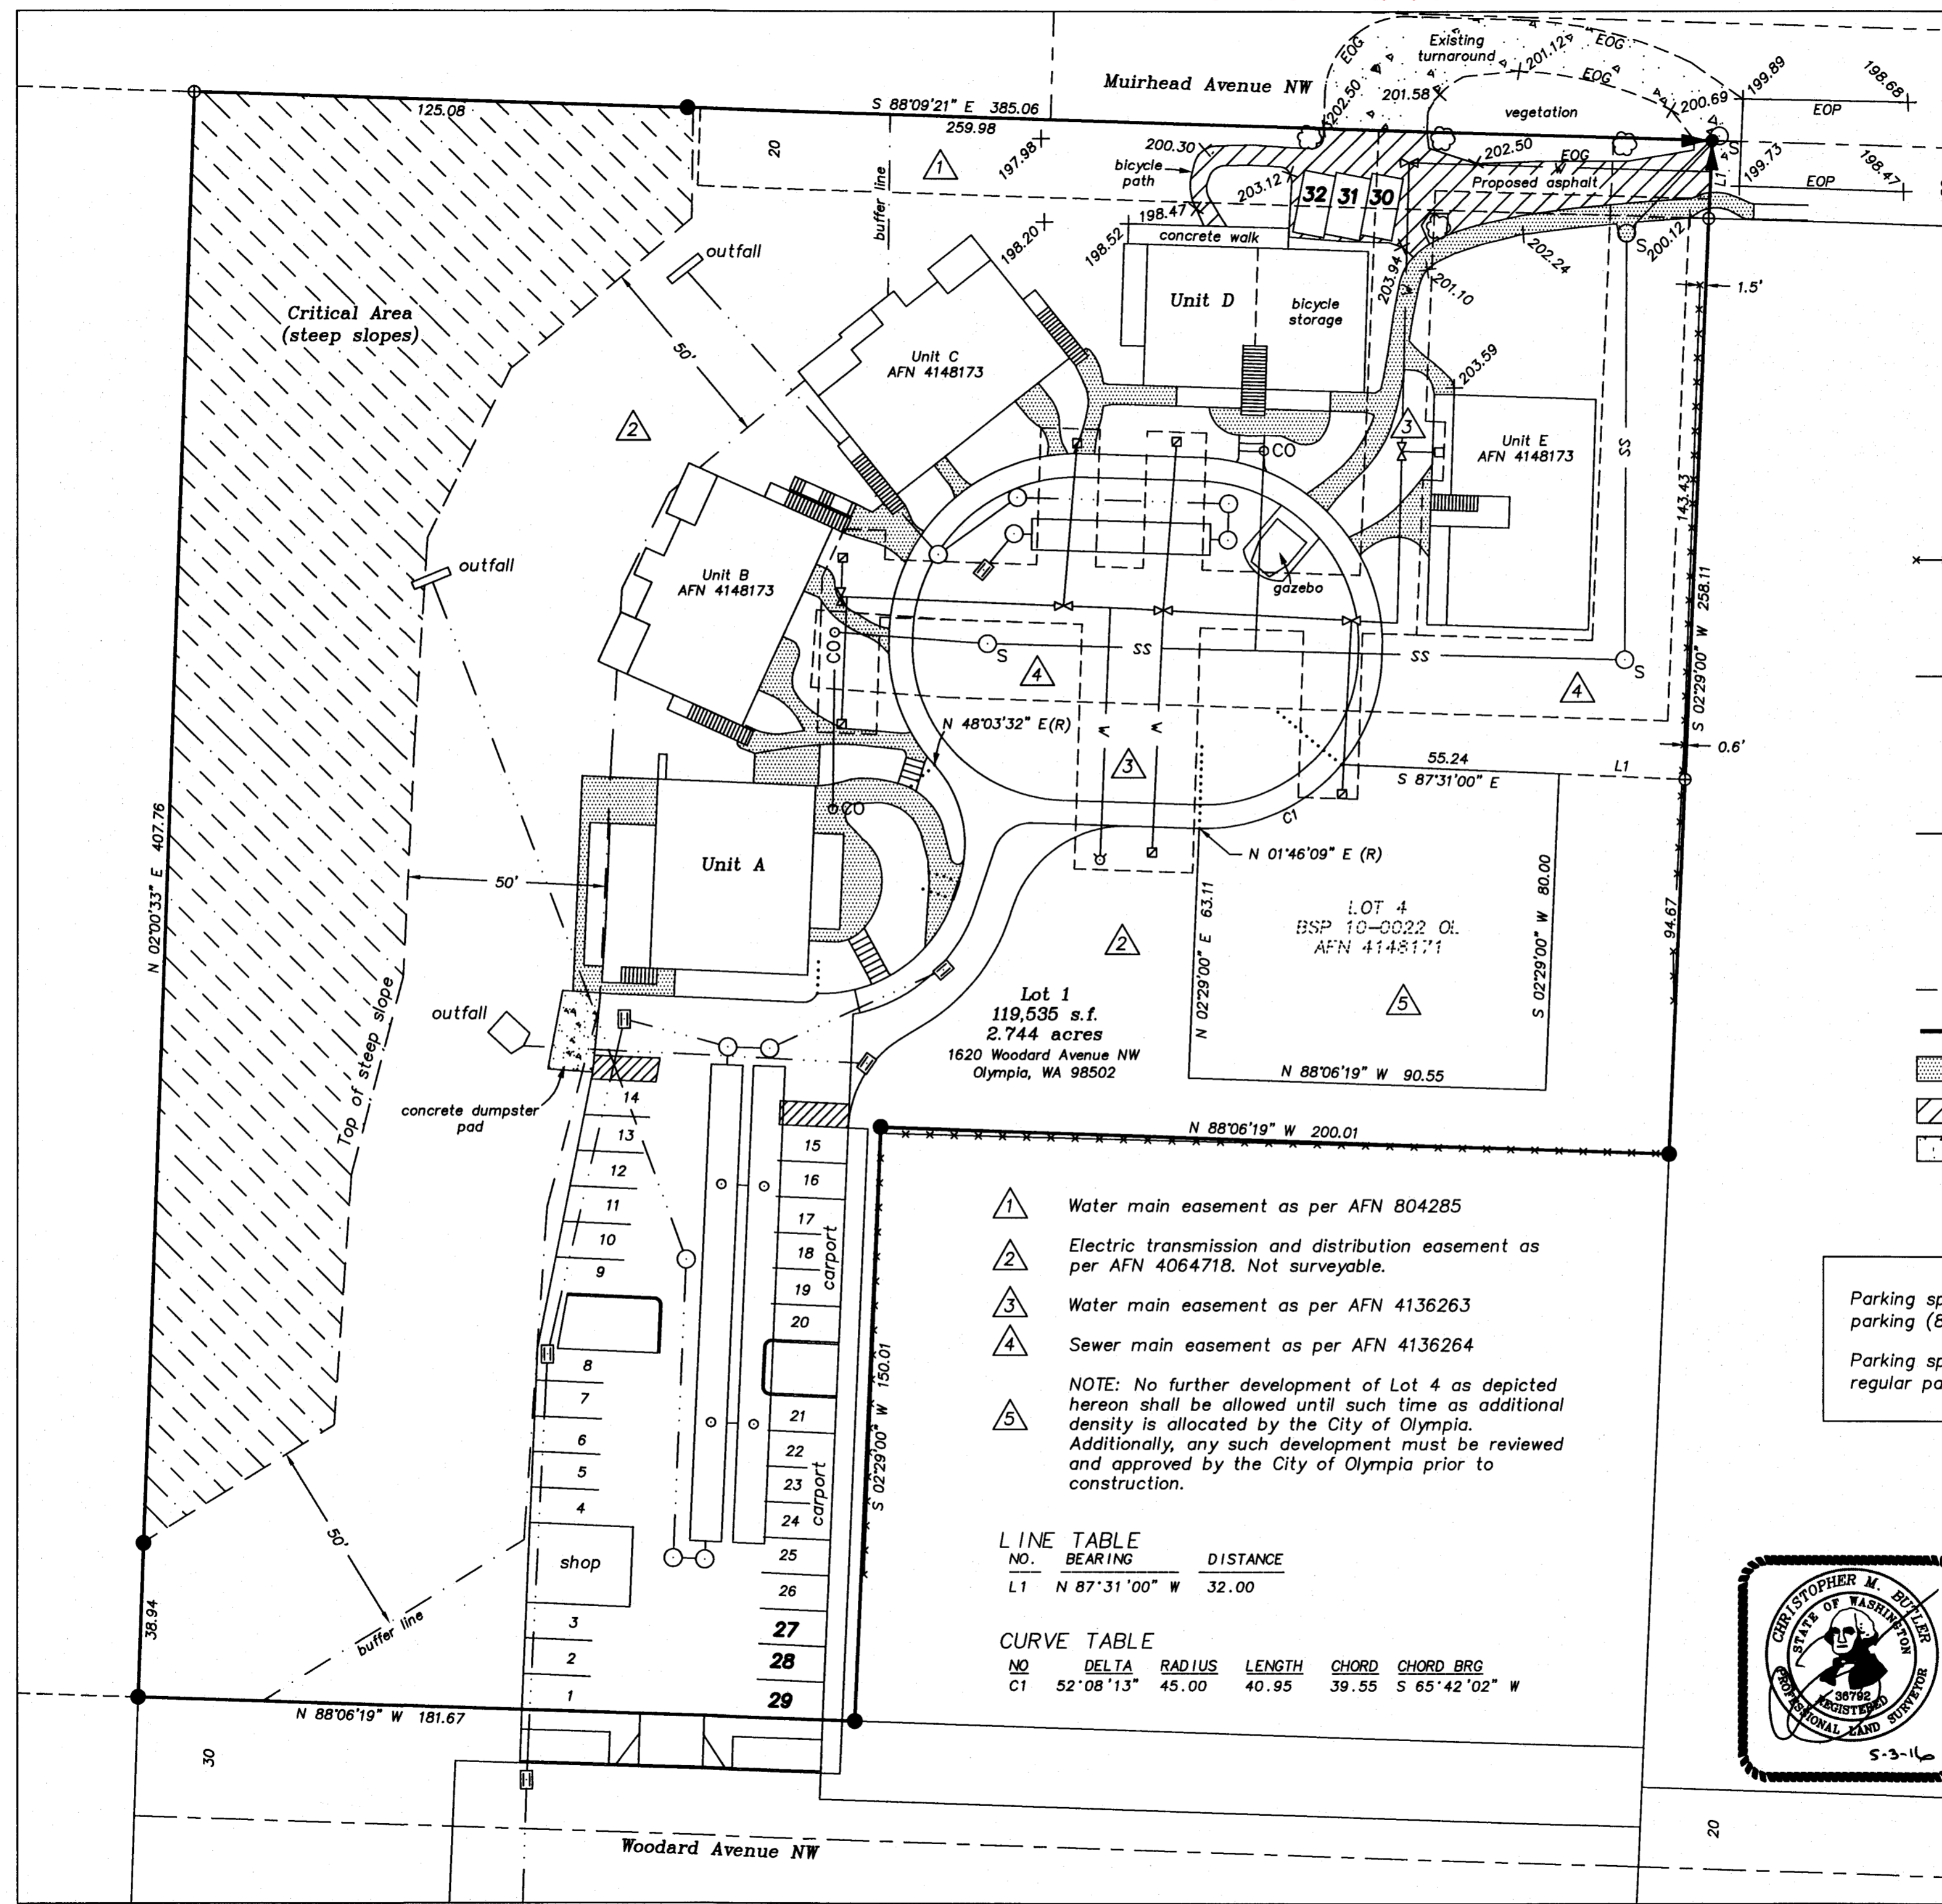 Muirhead Avenue NW
Existing
turnaround
EOG
EOG
EOG
201.12
199.89
198.68
202.50
201.58
200.69
EOP
vegetation
125.08
S 88°09'21" E 385.06
259.98
20
197.98
200.30
bicycle
path
203.12
32 31 30
202.50
EOG
W
Proposed asphalt
S
L1
199.73
198.47
EOP
buffer line
1
198.47
concrete walk
198.20
198.52
outfall
203.94
201.10
202.24
S
200.12
1.5'
Critical Area
(steep slopes)
Unit D
bicycle
storage
50'
Unit C
AFN 4148173
203.59
2
3
Unit E
AFN 4148173
SS
CO
143.43
outfall
Unit B
AFN 4148173
gazebo
S 02°29'00" W 258.11
CO
S
SS
SS
S
4
4
N 48°03'32" E(R)
W
W
3
0.6'
55.24
S 87°31'00" E
L1
CO
C1
N 01°46'09" E (R)
N 02°00'33" E 407.76
Unit A
50'
N 02°29'00" E 63.11
LOT 4
BSP 10-0022 OL
AFN 4148171
S 02°29'00" W 80.00
94.67
2
5
Lot 1
119,535 s.f.
2.744 acres
1620 Woodard Avenue NW
Olympia, WA 98502
N 88°06'19" W 90.55
outfall
Top of steep slope
concrete dumpster
pad
14
13
12
11
10
9
8
7
6
5
4
shop
3
2
1
15
16
17
18
19
20
carport
21
22
23
24
carport
25
26
27
28
29
N 88°06'19" W 200.01
S 02°29'00" W 150.01
1 Water main easement as per AFN 804285
2 Electric transmission and distribution easement as
per AFN 4064718. Not surveyable.
3 Water main easement as per AFN 4136263
4 Sewer main easement as per AFN 4136264
5 NOTE: No further development of Lot 4 as depicted
hereon shall be allowed until such time as additional
density is allocated by the City of Olympia.
Additionally, any such development must be reviewed
and approved by the City of Olympia prior to
construction.
Parking sp
parking (8
Parking sp
regular pa
LINE TABLE
NO. BEARING DISTANCE
L1 N 87°31'00" W 32.00
CURVE TABLE
NO DELTA RADIUS LENGTH CHORD CHORD BRG
C1 52°08'13" 45.00 40.95 39.55 S 65°42'02" W
CHRISTOPHER M. BUTLER
STATE OF WASHINGTON
36792
REGISTERED
PROFESSIONAL LAND SURVEYOR
5-3-16
50'
buffer line
38.94
N 88°06'19" W 181.67
30
20
Woodard Avenue NW